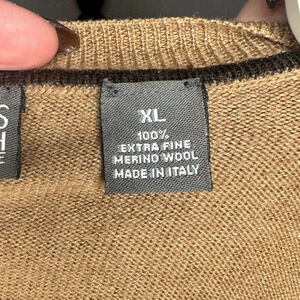 XL
100%
EXTRA FINE
MERINO WOOL
MADE IN ITALY